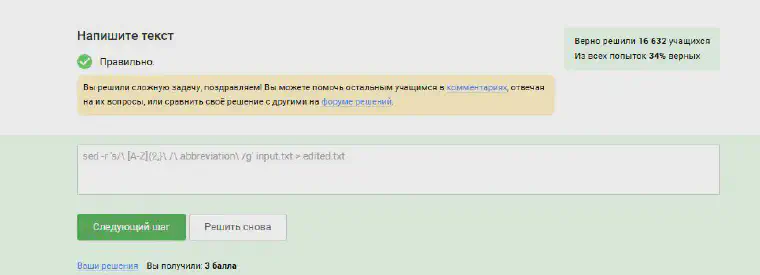 Напишите текст
Верно решили 16 632 учащихся
Из всех попыток 34% верных
Правильно.
Вы решили сложную задачу, поздравляем! Вы можете помочь остальным учащимся в комментариях, отвечая
на их вопросы, или сравнить своё решение с другими на форуме решений.
sed -r 's/\ [A-Z]{2,}\ /\ abbreviation\ /g' input.txt > edited.txt
Следующий шаг
Решить снова
Ваши решения Вы получили: 3 балла